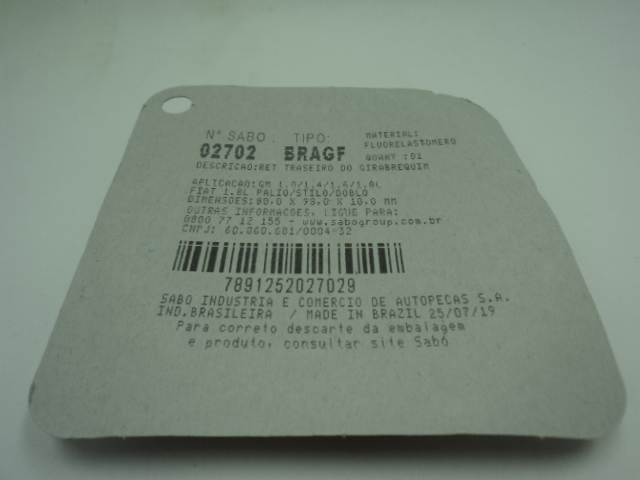 Nº SABO: TIPO: MATERIAL:
FLUORELASTOMERO
02702 BRAGF QUANT :01
DESCRICAO:RET TRASEIRO DO GIRABREQUIM
APLICACAO:GM 1.0/1.4/1.6/1.8L
FIAT 1.8L PALIO/STILO/DOBLO
DIMENSOES:80.0 X 98.0 X 10.0 MM
OUTRAS INFORMACOES, LIGUE PARA:
0800 77 12 155 - www.sabogroup.com.br
CNPJ: 60.860.681/0004-32
7891252027029
SABO INDUSTRIA E COMERCIO DE AUTOPECAS S.A.
IND.BRASILEIRA / MADE IN BRAZIL 25/07/19
Para correto descarte da embalagem
e produto, consultar site Sabó